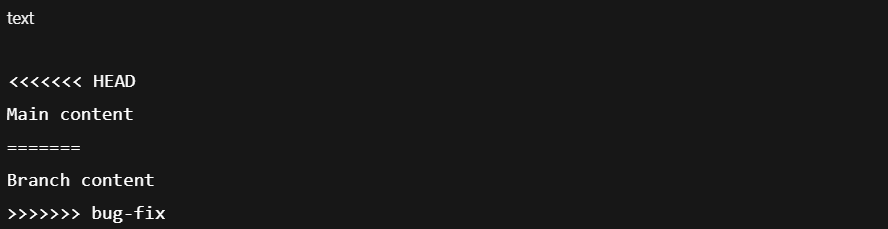 text
<<<<<<< HEAD
Main content
=======
Branch content
>>>>>>> bug-fix